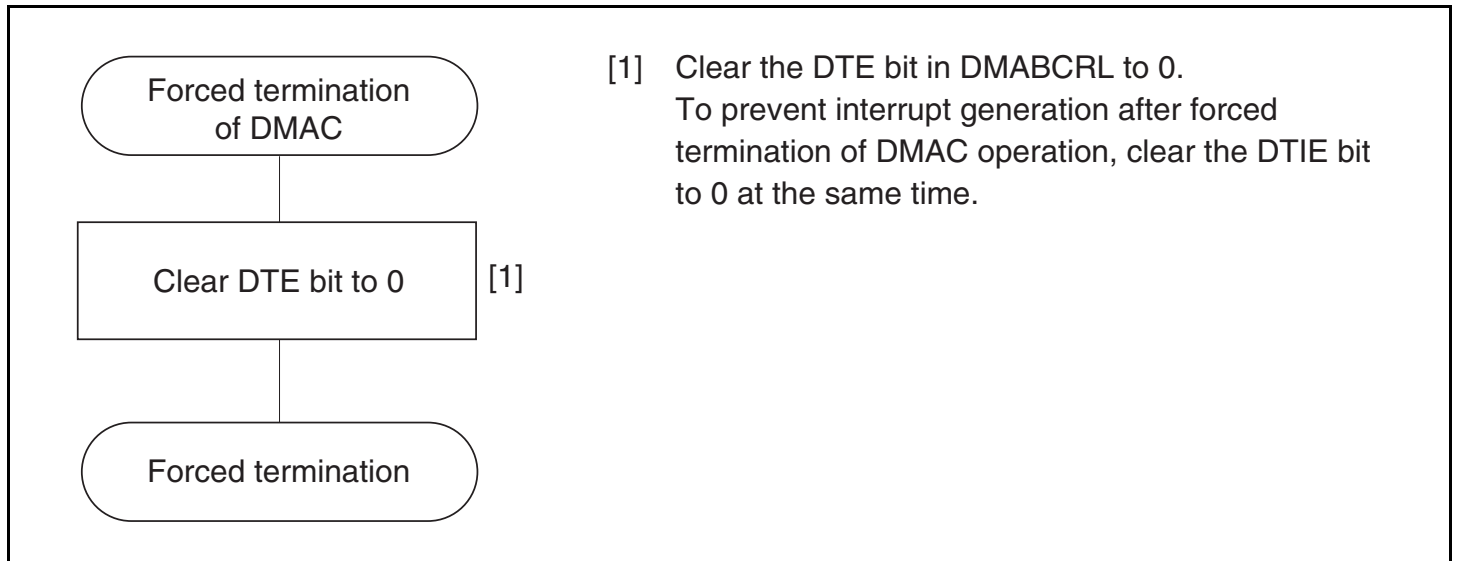 Forced termination
of DMAC
Clear DTE bit to 0
[1]
Forced termination
[1] Clear the DTE bit in DMABCRL to 0.
To prevent interrupt generation after forced
termination of DMAC operation, clear the DTIE bit
to 0 at the same time.